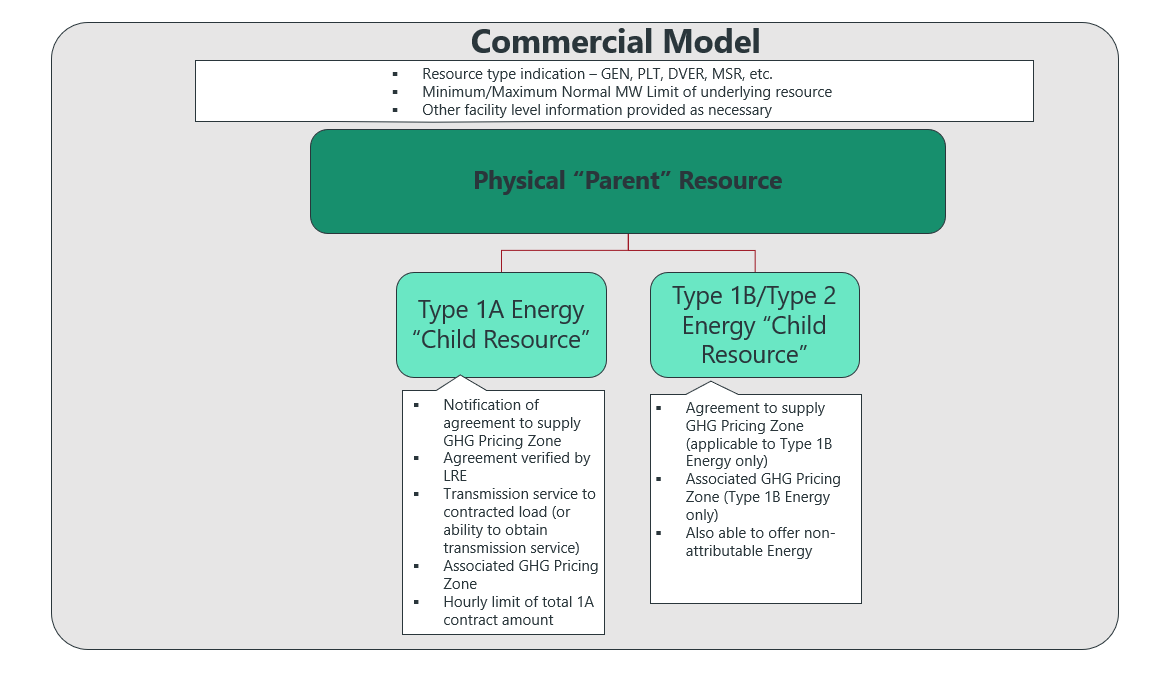 Commercial Model
▪ Resource type indication – GEN, PLT, DVER, MSR, etc.
▪ Minimum/Maximum Normal MW Limit of underlying resource
▪ Other facility level information provided as necessary
Physical “Parent” Resource
Type 1A Energy
“Child Resource”
Type 1B/Type 2
Energy “Child
Resource”
▪ Notification of
agreement to supply
GHG Pricing Zone
▪ Agreement verified by
LRE
▪ Transmission service to
contracted load (or
ability to obtain
transmission service)
▪ Associated GHG Pricing
Zone
▪ Hourly limit of total 1A
contract amount
▪ Agreement to supply
GHG Pricing Zone
(applicable to Type 1B
Energy only)
▪ Associated GHG Pricing
Zone (Type 1B Energy
only)
▪ Also able to offer non-
attributable Energy